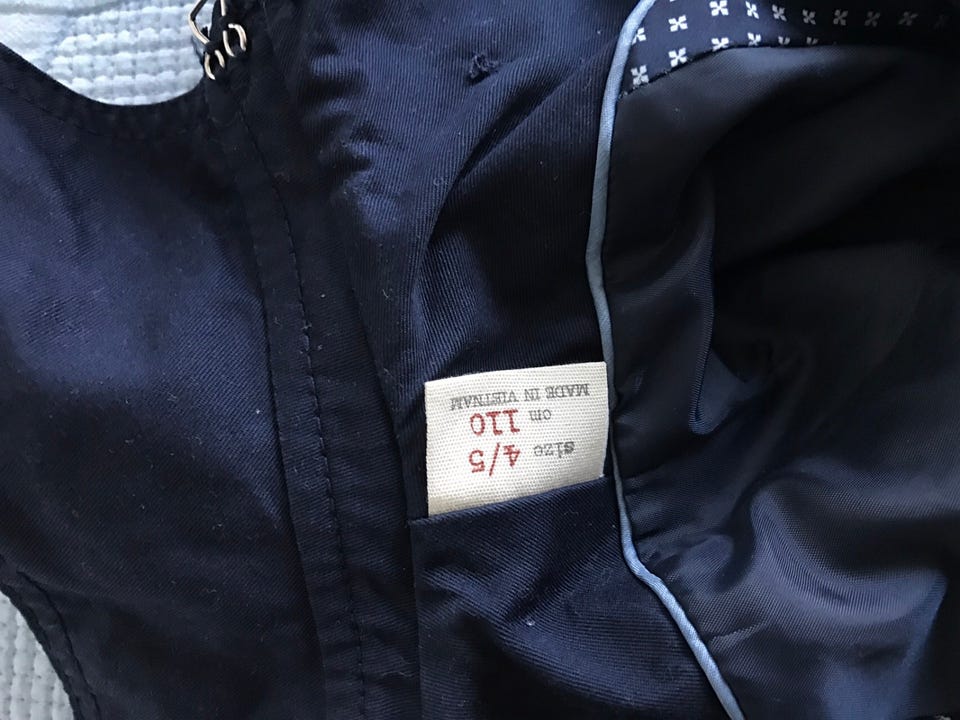 size 4/5
cm 110
MADE IN VIETNAM